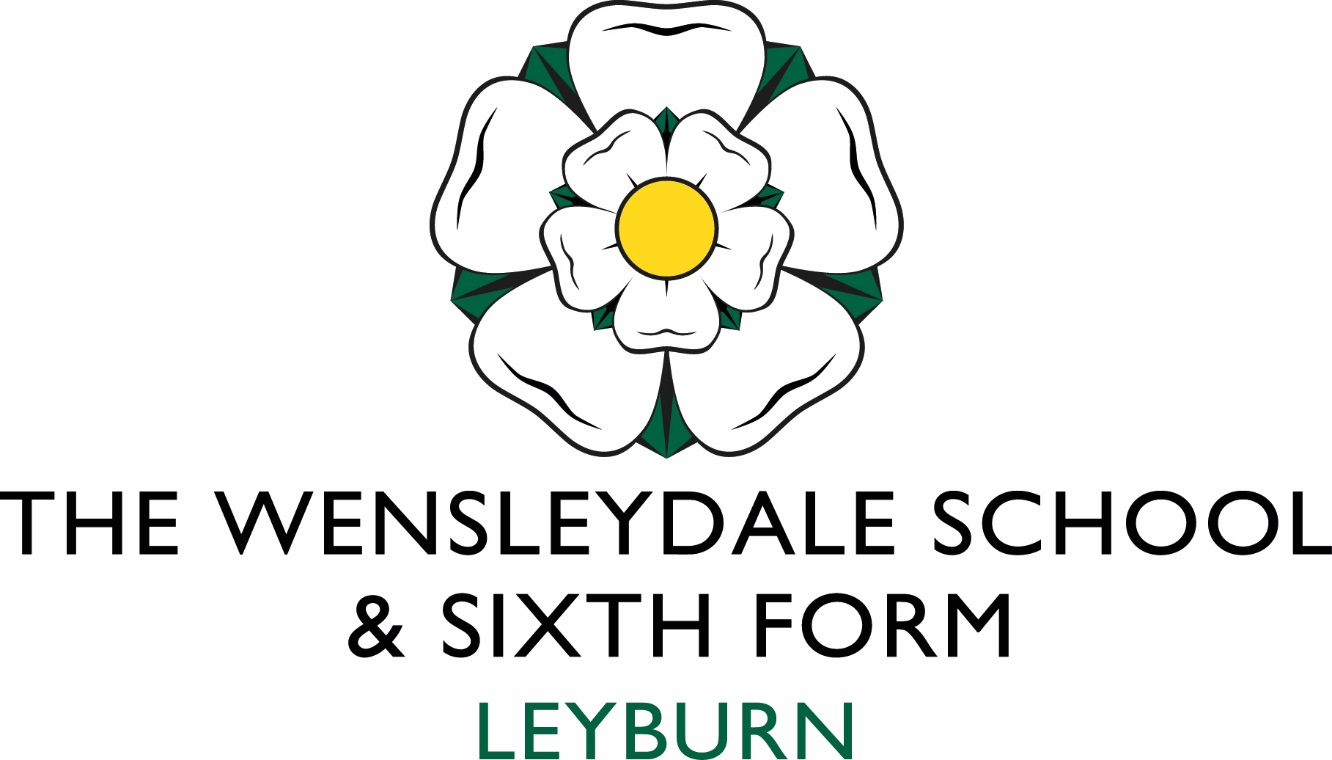 THE WENSLEYDALE SCHOOL
& SIXTH FORM
LEYBURN